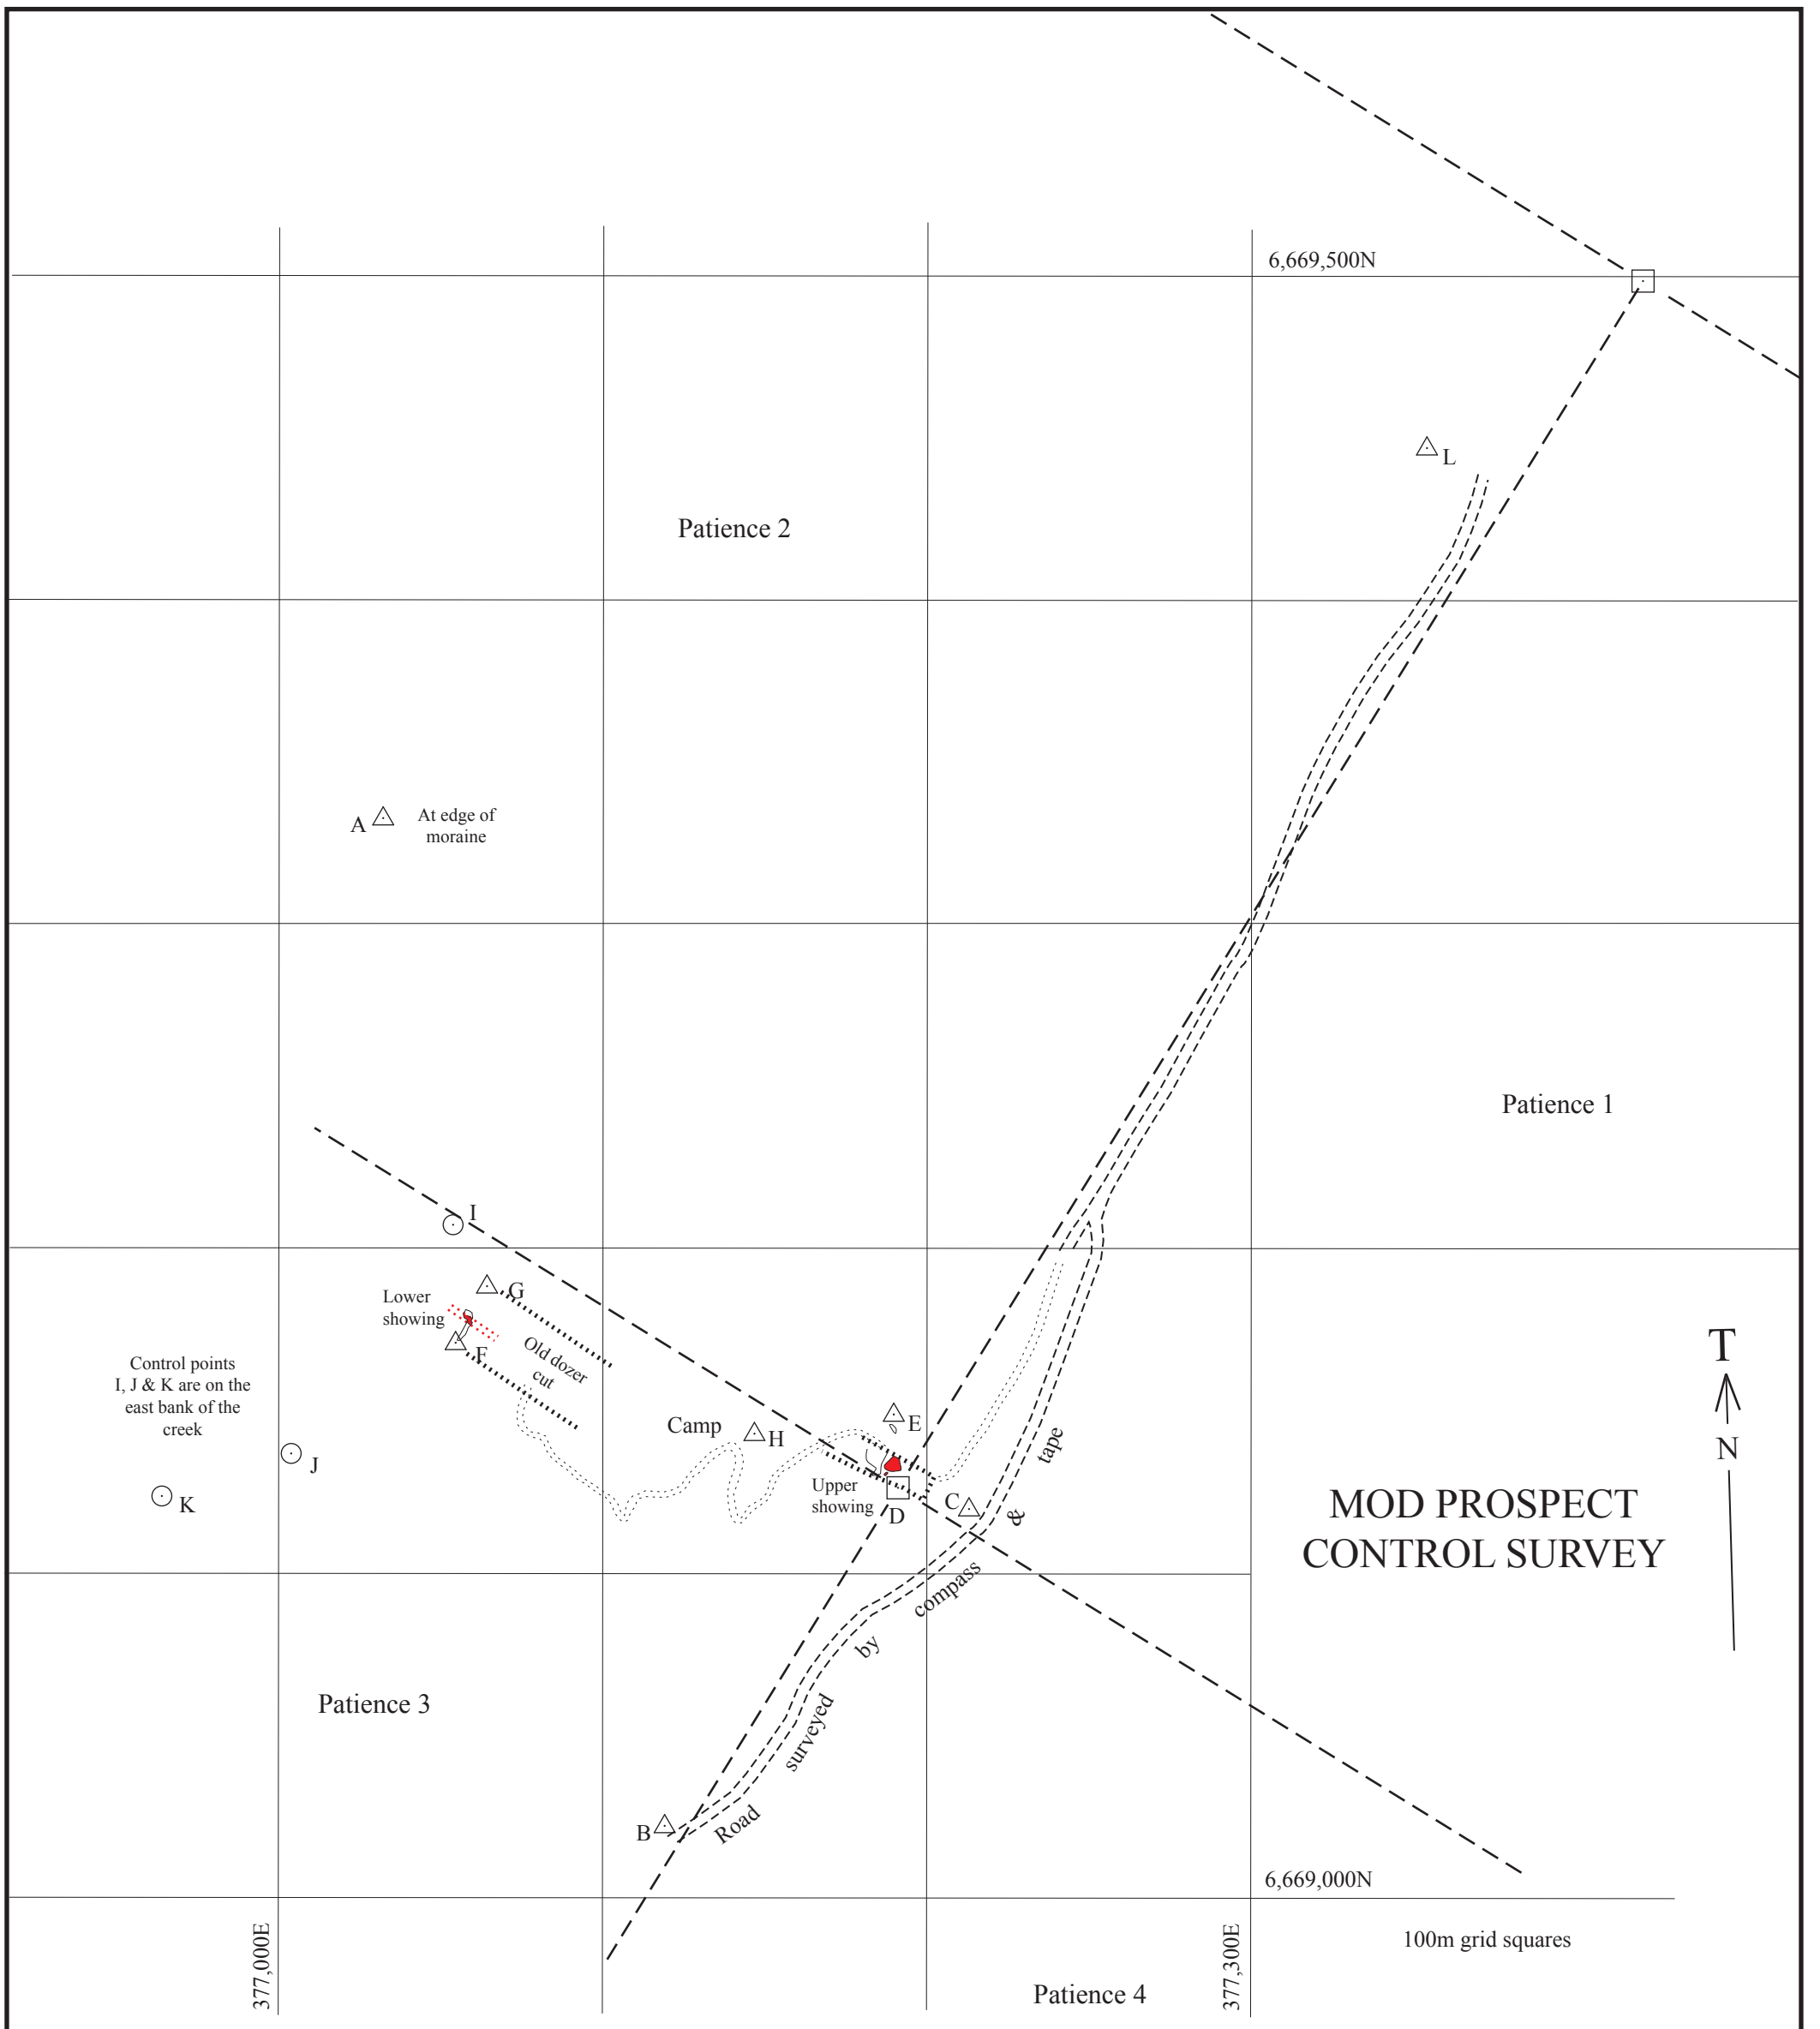 6,669,500N
L
Patience 2
A
At edge of
moraine
Patience 1
I
G
Lower
showing
F
Old dozer
cut
Control points
I, J & K are on the
east bank of the
creek
T
N
Camp
H
E
J
K
Upper
showing
D
C
MOD PROSPECT
CONTROL SURVEY
Road surveyed by compass & tape
Patience 3
B
6,669,000N
377,000E
377,300E
100m grid squares
Patience 4